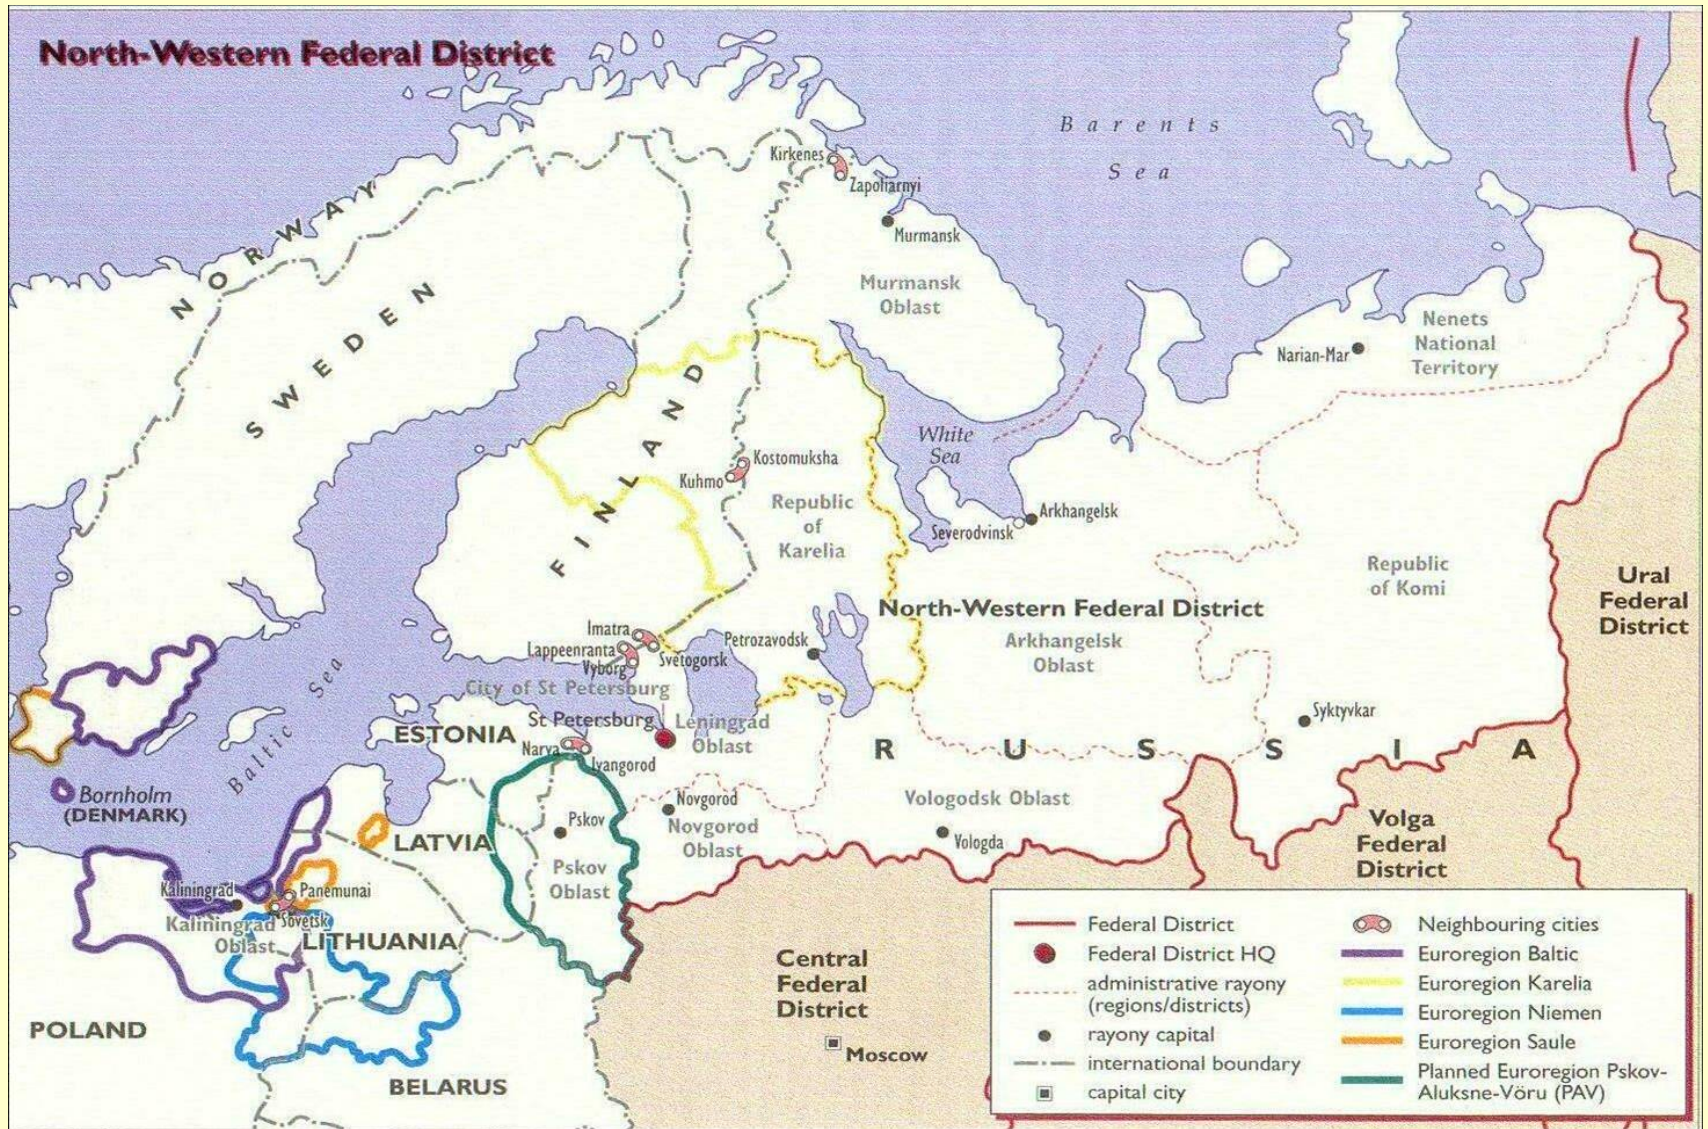 North-Western Federal District
Barents
Sea
Kirkenes
Zapoliarnyi
Murmansk
Murmansk
Oblast
NORWAY
SWEDEN
FINLAND
Nenets
National
Territory
Narian-Mar
White
Sea
Kostomuksha
Kuhmo
Republic
of
Karelia
Arkhangelsk
Severodvinsk
Republic
of Komi
Ural
Federal
District
North-Western Federal District
Arkhangelsk
Oblast
Imatra
Lappeenranta
Vyborg
Svetogorsk
Petrozavodsk
City of St Petersburg
St Petersburg
Leningrad
Oblast
Baltic Sea
ESTONIA
Narva
Ivangorod
Syktyvkar
RUSSIA
Bornholm
(DENMARK)
Novgorod
Novgorod
Oblast
Vologodsk Oblast
Vologda
Pskov
Pskov
Oblast
LATVIA
Volga
Federal
District
Kaliningrad
Panemunai
Sovetsk
Kaliningrad
Oblast
LITHUANIA
POLAND
BELARUS
Central
Federal
District
Moscow
Federal District
Federal District HQ
administrative rayony
(regions/districts)
rayony capital
international boundary
capital city
Neighbouring cities
Euroregion Baltic
Euroregion Karelia
Euroregion Niemen
Euroregion Saule
Planned Euroregion Pskov-
Aluksne-Vöru (PAV)